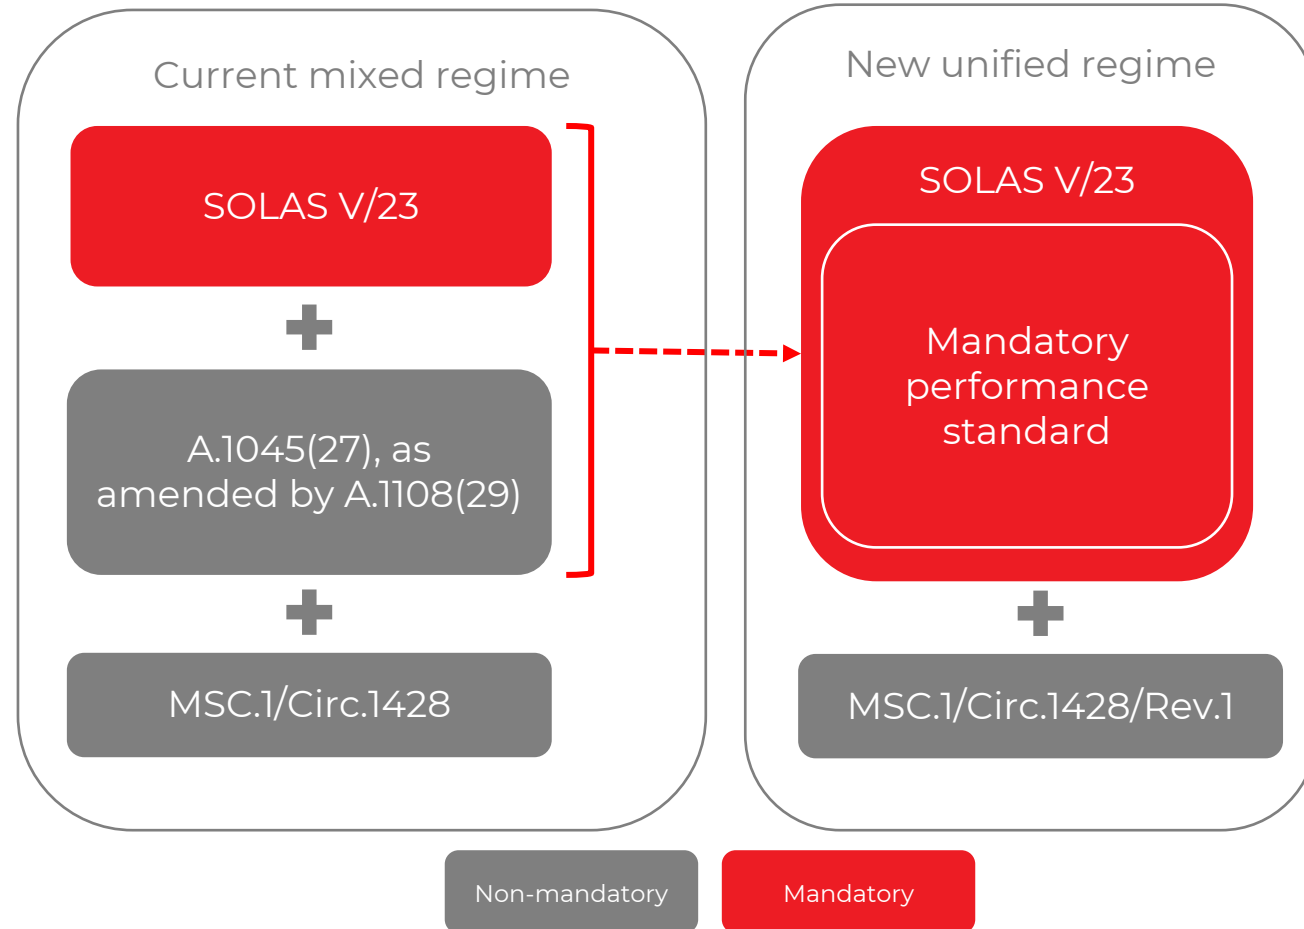 Current mixed regime
SOLAS V/23
A.1045(27), as
amended by A.1108(29)
MSC.1/Circ.1428
New unified regime
SOLAS V/23
Mandatory
performance
standard
MSC.1/Circ.1428/Rev.1
Non-mandatory
Mandatory